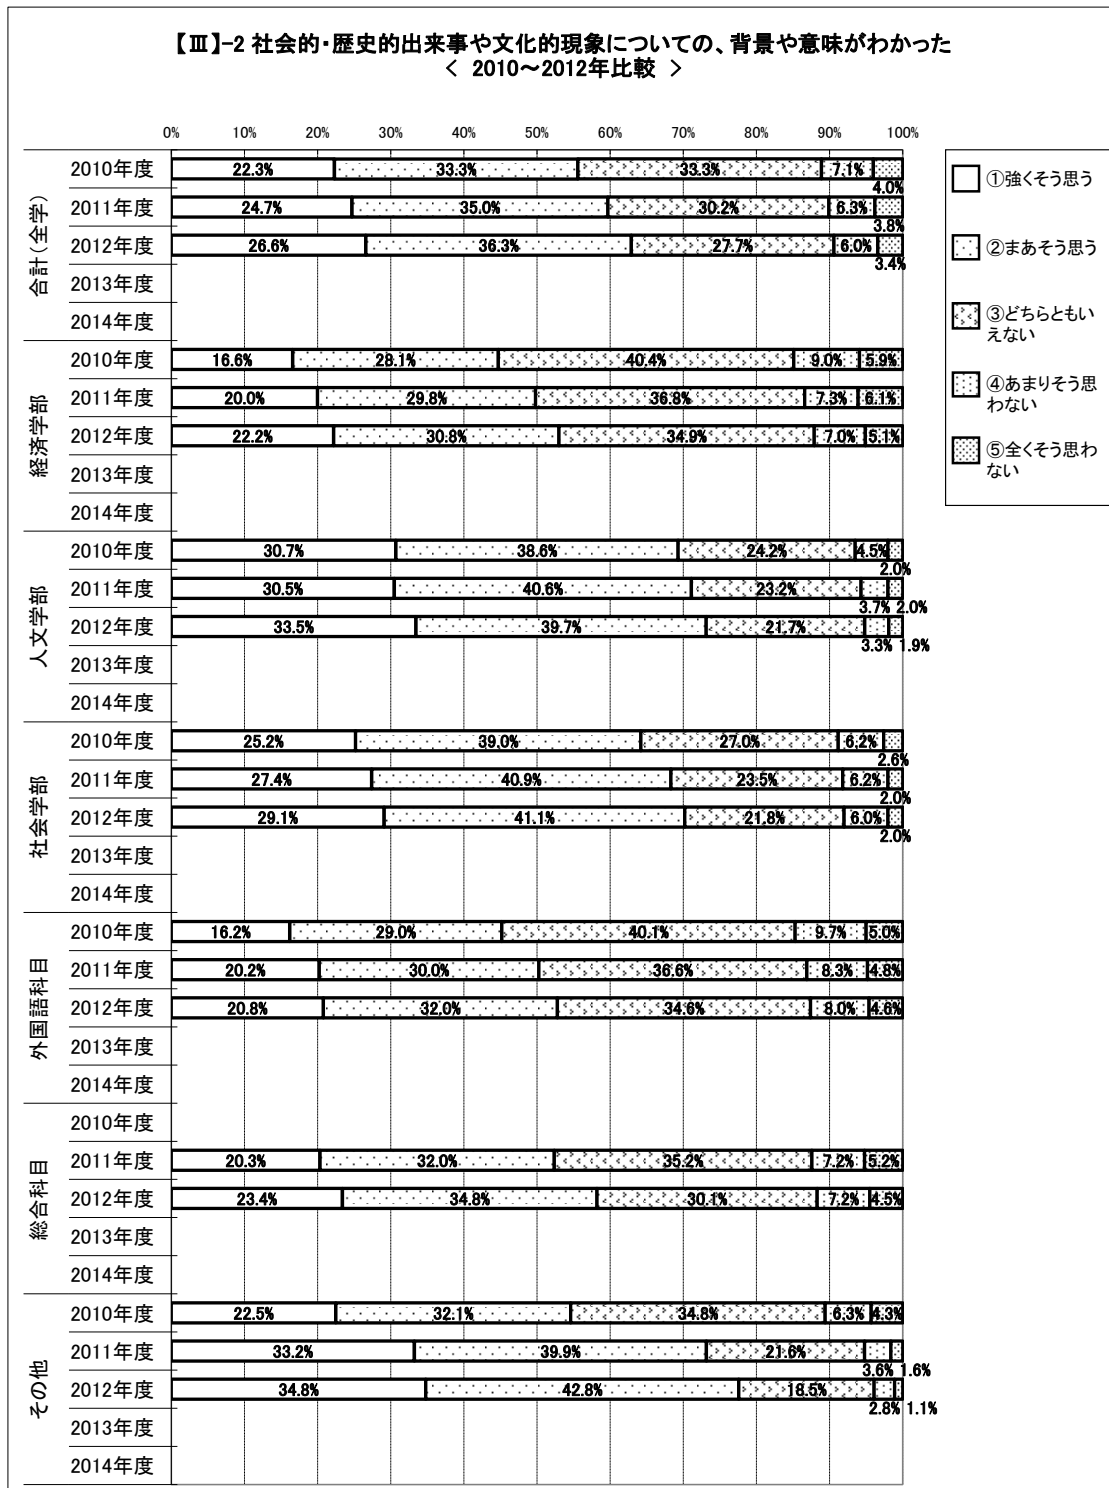 【Ⅲ】-2 社会的・歴史的出来事や文化的現象についての、背景や意味がわかった
< 2010～2012年比較 >
0% 10% 20% 30% 40% 50% 60% 70% 80% 90% 100%
合計(全学)
2010年度 22.3% 33.3% 33.3% 7.1% 4.0%
2011年度 24.7% 35.0% 30.2% 6.3% 3.8%
2012年度 26.6% 36.3% 27.7% 6.0% 3.4%
2013年度
2014年度
経済学部
2010年度 16.6% 28.1% 40.4% 9.0% 5.9%
2011年度 20.0% 29.8% 36.8% 7.3% 6.1%
2012年度 22.2% 30.8% 34.9% 7.0% 5.1%
2013年度
2014年度
人文学部
2010年度 30.7% 38.6% 24.2% 4.5% 2.0%
2011年度 30.5% 40.6% 23.2% 3.7% 2.0%
2012年度 33.5% 39.7% 21.7% 3.3% 1.9%
2013年度
2014年度
社会学部
2010年度 25.2% 39.0% 27.0% 6.2% 2.6%
2011年度 27.4% 40.9% 23.5% 6.2% 2.0%
2012年度 29.1% 41.1% 21.8% 6.0% 2.0%
2013年度
2014年度
外国語科目
2010年度 16.2% 29.0% 40.1% 9.7% 5.0%
2011年度 20.2% 30.0% 36.6% 8.3% 4.8%
2012年度 20.8% 32.0% 34.6% 8.0% 4.6%
2013年度
2014年度
総合科目
2010年度
2011年度 20.3% 32.0% 35.2% 7.2% 5.2%
2012年度 23.4% 34.8% 30.1% 7.2% 4.5%
2013年度
2014年度
その他
2010年度 22.5% 32.1% 34.8% 6.3% 4.3%
2011年度 33.2% 39.9% 21.6% 3.6% 1.6%
2012年度 34.8% 42.8% 18.5% 2.8% 1.1%
2013年度
2014年度
①強くそう思う
②まあそう思う
③どちらともい
えない
④あまりそう思
わない
⑤全くそう思わ
ない